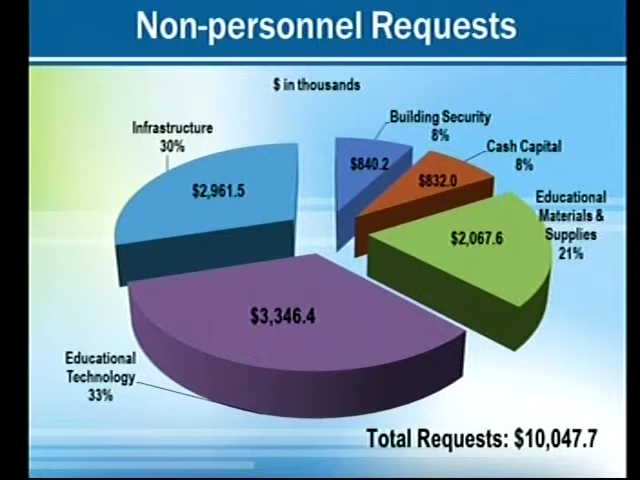 Non-personnel Requests
$ in thousands
Building Security
8%
$840.2
Cash Capital
8%
$832.0
Educational
Materials &
Supplies
21%
$2,067.6
Infrastructure
30%
$2,961.5
$3,346.4
Educational
Technology
33%
Total Requests: $10,047.7